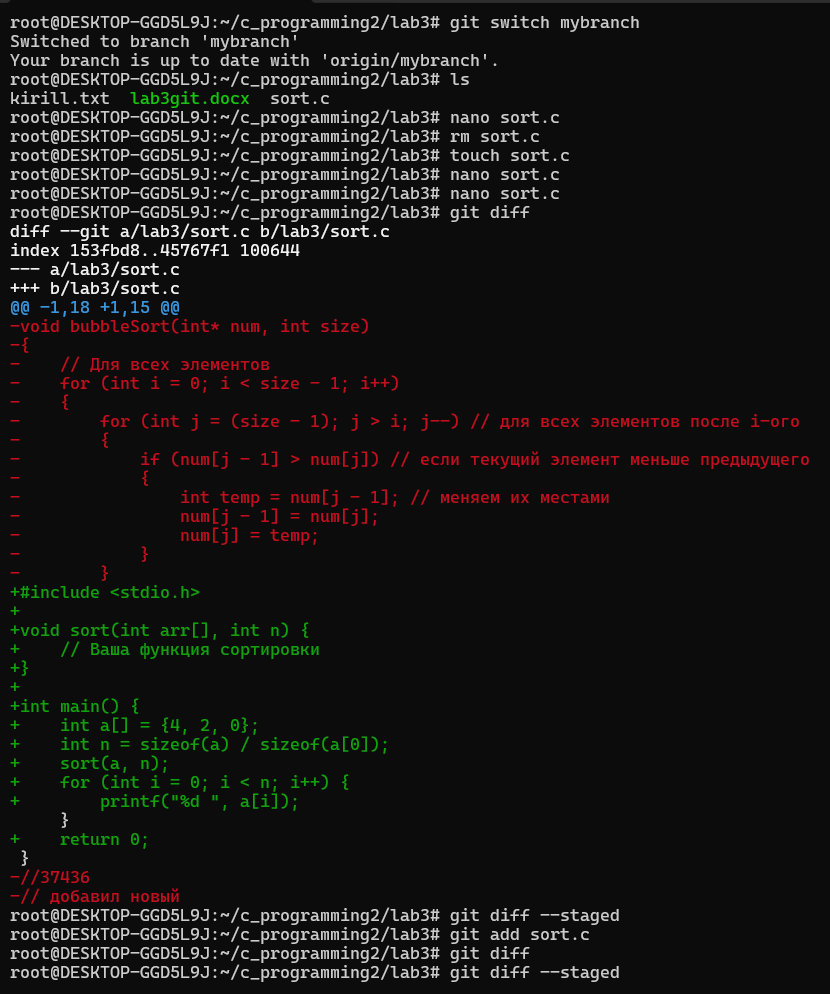 root@DESKTOP-GGD5L9J:~/c_programming2/lab3# git switch mybranch
Switched to branch 'mybranch'
Your branch is up to date with 'origin/mybranch'.
root@DESKTOP-GGD5L9J:~/c_programming2/lab3# ls
kirill.txt  lab3git.docx  sort.c
root@DESKTOP-GGD5L9J:~/c_programming2/lab3# nano sort.c
root@DESKTOP-GGD5L9J:~/c_programming2/lab3# rm sort.c
root@DESKTOP-GGD5L9J:~/c_programming2/lab3# touch sort.c
root@DESKTOP-GGD5L9J:~/c_programming2/lab3# nano sort.c
root@DESKTOP-GGD5L9J:~/c_programming2/lab3# nano sort.c
root@DESKTOP-GGD5L9J:~/c_programming2/lab3# git diff
diff --git a/lab3/sort.c b/lab3/sort.c
index 153fbd8..45767f1 100644
--- a/lab3/sort.c
+++ b/lab3/sort.c
@@ -1,18 +1,15 @@
-void bubbleSort(int* num, int size)
-{
-    // Для всех элементов
-    for (int i = 0; i < size - 1; i++)
-    {
-        for (int j = (size - 1); j > i; j--) // для всех элементов после i-ого
-        {
-            if (num[j - 1] > num[j]) // если текущий элемент меньше предыдущего
-            {
-                int temp = num[j - 1]; // меняем их местами
-                num[j - 1] = num[j];
-                num[j] = temp;
-            }
-        }
+#include <stdio.h>
+
+void sort(int arr[], int n) {
+    // Ваша функция сортировки
+}
+
+int main() {
+    int a[] = {4, 2, 0};
+    int n = sizeof(a) / sizeof(a[0]);
+    sort(a, n);
+    for (int i = 0; i < n; i++) {
+        printf("%d ", a[i]);
     }
+    return 0;
 }
-//37436
-// добавил новый
root@DESKTOP-GGD5L9J:~/c_programming2/lab3# git diff --staged
root@DESKTOP-GGD5L9J:~/c_programming2/lab3# git add sort.c
root@DESKTOP-GGD5L9J:~/c_programming2/lab3# git diff
root@DESKTOP-GGD5L9J:~/c_programming2/lab3# git diff --staged